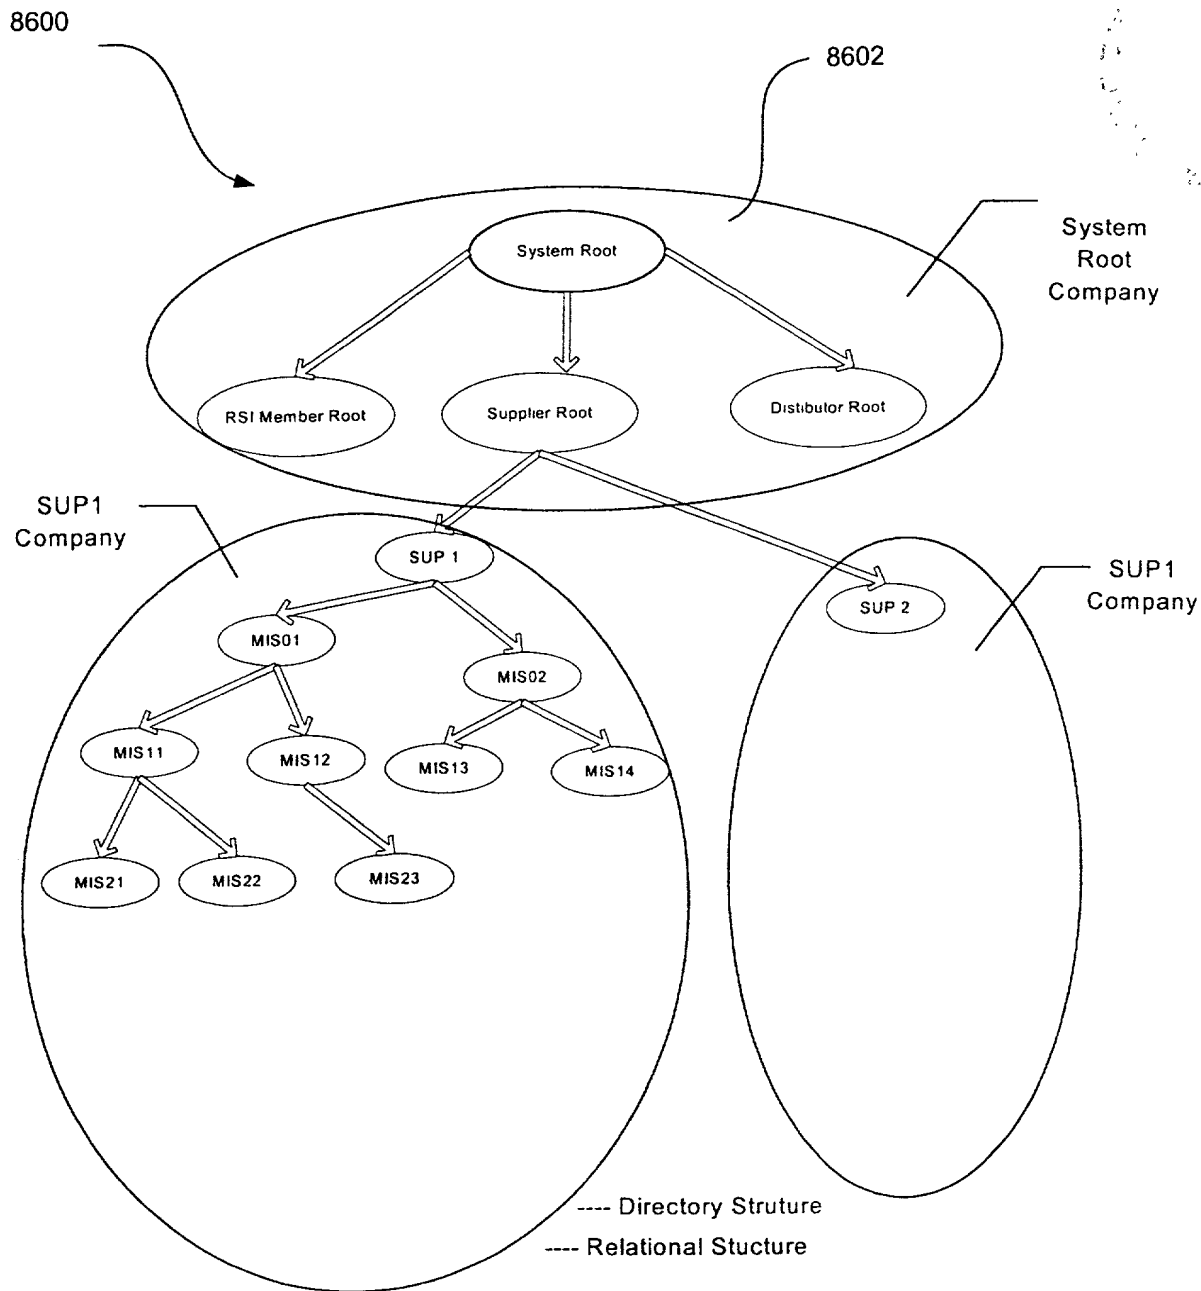 8600
8602
System Root
System
Root
Company
RSI Member Root
Supplier Root
Distibutor Root
SUP1
Company
SUP 1
SUP1
Company
SUP 2
MIS01
MIS02
MIS11
MIS12
MIS13
MIS14
MIS21
MIS22
MIS23
---- Directory Struture
---- Relational Stucture